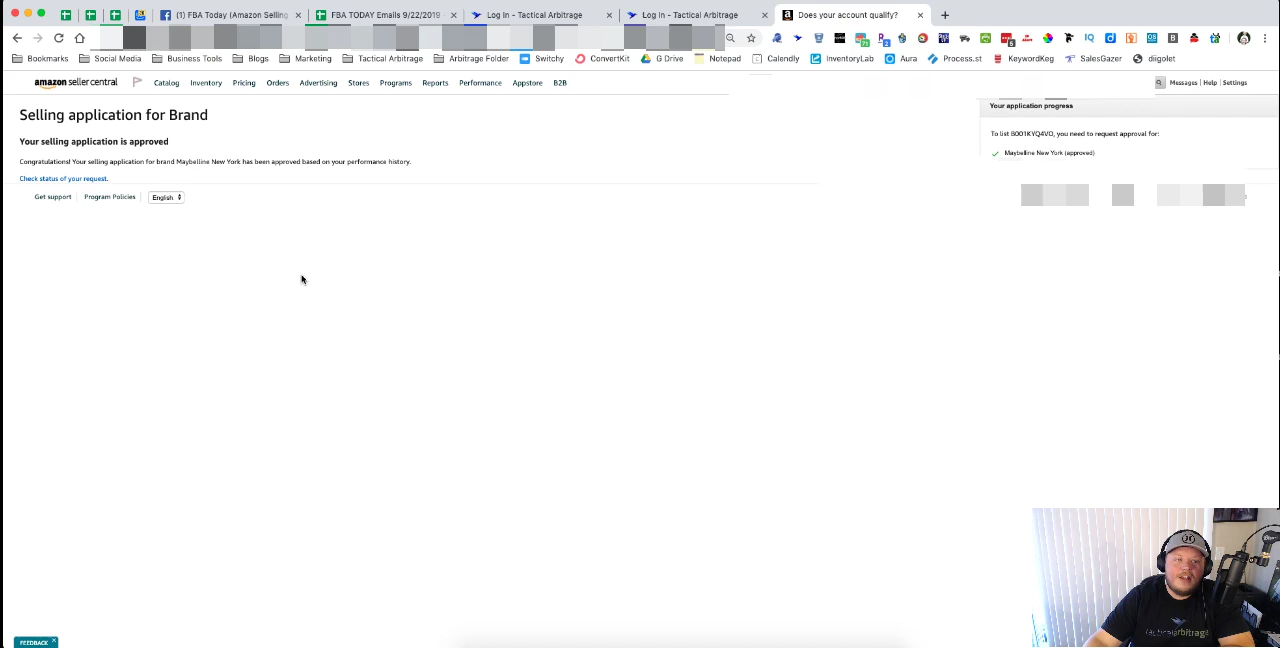 (1) FBA Today (Amazon Selling
FBA TODAY Emails 9/22/2019
Log In - Tactical Arbitrage
Log In - Tactical Arbitrage
Does your account qualify?
Bookmarks Social Media Business Tools Blogs Marketing Tactical Arbitrage Arbitrage Folder Switchy ConvertKit G Drive Notepad Calendly InventoryLab Aura Process.st KeywordKeg SalesGazer diigolet
amazon seller central Catalog Inventory Pricing Orders Advertising Stores Programs Reports Performance Appstore B2B Messages | Help | Settings
Selling application for Brand
Your selling application is approved
Congratulations! Your selling application for brand Maybelline New York has been approved based on your performance history.
Check status of your request.
Get support Program Policies English
Your application progress
To list B001KYQ4VO, you need to request approval for:
Maybelline New York (approved)
FEEDBACK
tacticalarbitrage